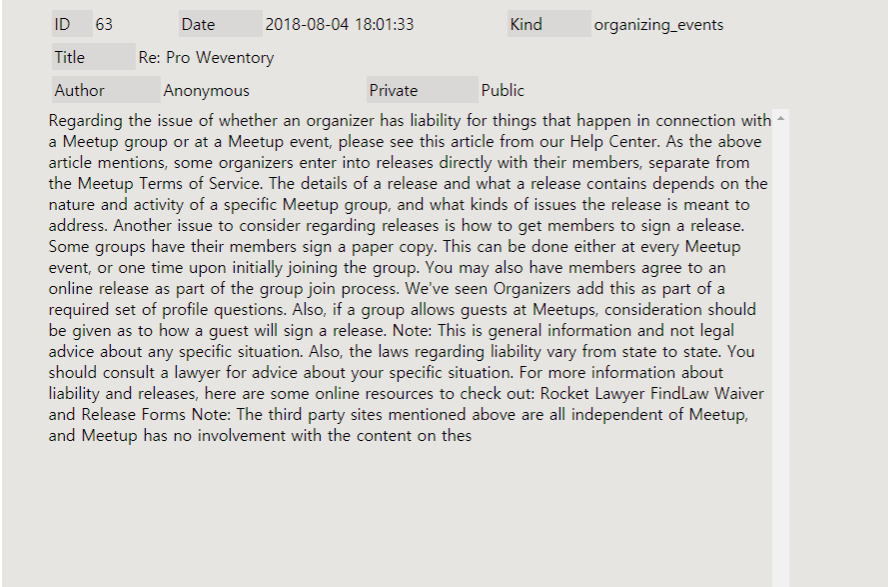 ID 63 Date 2018-08-04 18:01:33 Kind organizing_events
Title Re: Pro Weventory
Author Anonymous Private Public
Regarding the issue of whether an organizer has liability for things that happen in connection with
a Meetup group or at a Meetup event, please see this article from our Help Center. As the above
article mentions, some organizers enter into releases directly with their members, separate from
the Meetup Terms of Service. The details of a release and what a release contains depends on the
nature and activity of a specific Meetup group, and what kinds of issues the release is meant to
address. Another issue to consider regarding releases is how to get members to sign a release.
Some groups have their members sign a paper copy. This can be done either at every Meetup
event, or one time upon initially joining the group. You may also have members agree to an
online release as part of the group join process. We've seen Organizers add this as part of a
required set of profile questions. Also, if a group allows guests at Meetups, consideration should
be given as to how a guest will sign a release. Note: This is general information and not legal
advice about any specific situation. Also, the laws regarding liability vary from state to state. You
should consult a lawyer for advice about your specific situation. For more information about
liability and releases, here are some online resources to check out: Rocket Lawyer FindLaw Waiver
and Release Forms Note: The third party sites mentioned above are all independent of Meetup,
and Meetup has no involvement with the content on thes